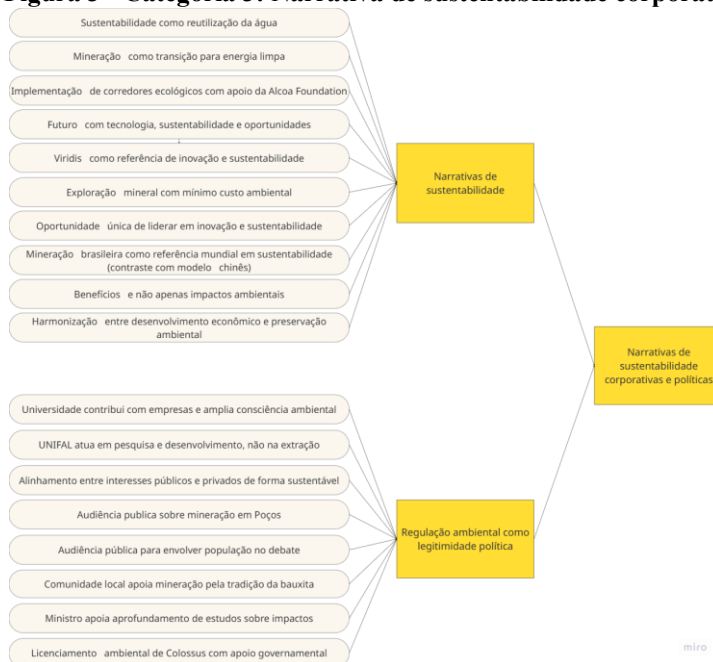 Sustentabilidade como reutilização da água
Mineração como transição para energia limpa
Implementação de corredores ecológicos com apoio da Alcoa Foundation
Futuro com tecnologia, sustentabilidade e oportunidades
Viridis como referência de inovação e sustentabilidade
Exploração mineral com mínimo custo ambiental
Oportunidade única de liderar em inovação e sustentabilidade
Mineração brasileira como referência mundial em sustentabilidade
(contraste com modelo chinês)
Benefícios e não apenas impactos ambientais
Harmonização entre desenvolvimento econômico e preservação
ambiental
Narrativas de
sustentabilidade
Universidade contribui com empresas e amplia consciência ambiental
UNIFAL atua em pesquisa e desenvolvimento, não na extração
Alinhamento entre interesses públicos e privados de forma sustentável
Audiência publica sobre mineração em Poços
Audiência pública para envolver população no debate
Comunidade local apoia mineração pela tradição da bauxita
Ministro apoia aprofundamento de estudos sobre impactos
Licenciamento ambiental de Colossus com apoio governamental
Regulação ambiental como
legitimidade política
Narrativas de
sustentabilidade
corporativas e políticas
miro